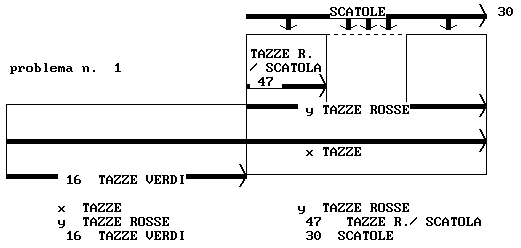 SCATOLE 30
TAZZE R.
problema n. 1 / SCATOLA
47
y TAZZE ROSSE
x TAZZE
16 TAZZE VERDI
x TAZZE y TAZZE ROSSE
y TAZZE ROSSE 47 TAZZE R./ SCATOLA
16 TAZZE VERDI 30 SCATOLE